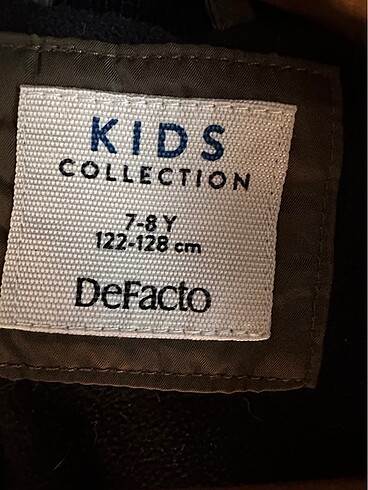 KIDS
COLLECTION
7-8 Y
122-128 cm
DeFacto